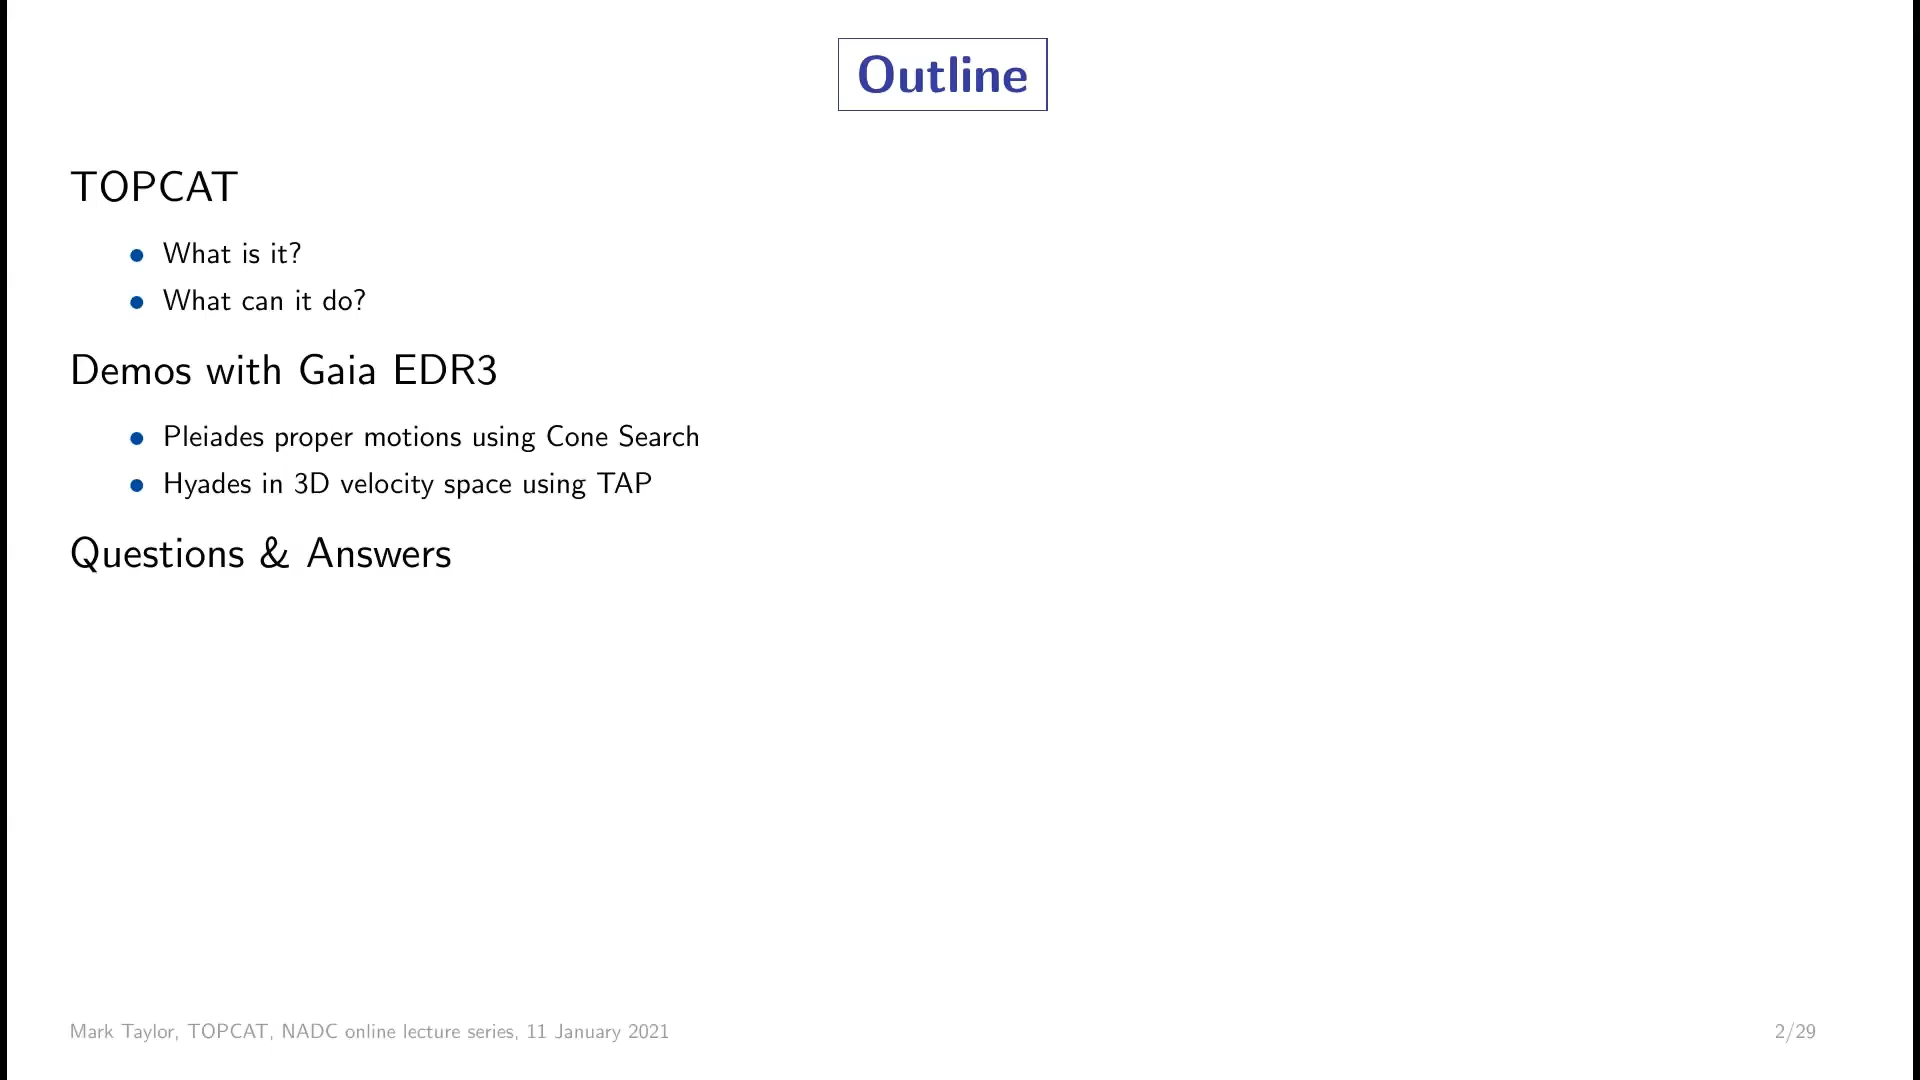 Outline
TOPCAT
• What is it?
• What can it do?
Demos with Gaia EDR3
• Pleiades proper motions using Cone Search
• Hyades in 3D velocity space using TAP
Questions & Answers
Mark Taylor, TOPCAT, NADC online lecture series, 11 January 2021
2/29